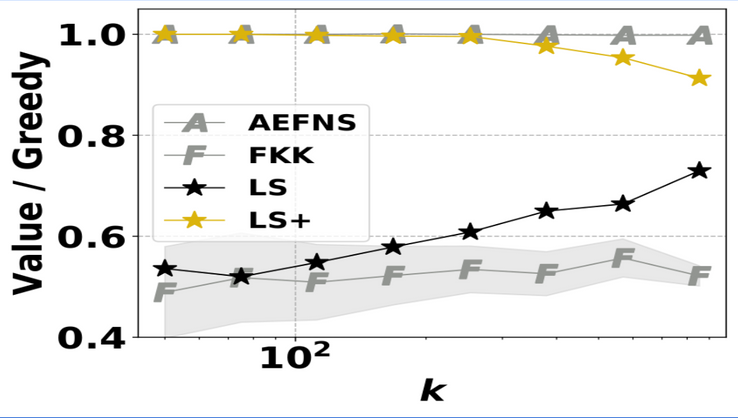 1.0
0.8
0.6
0.4
Value / Greedy
A AEFNS
F FKK
LS
LS+
10²
k